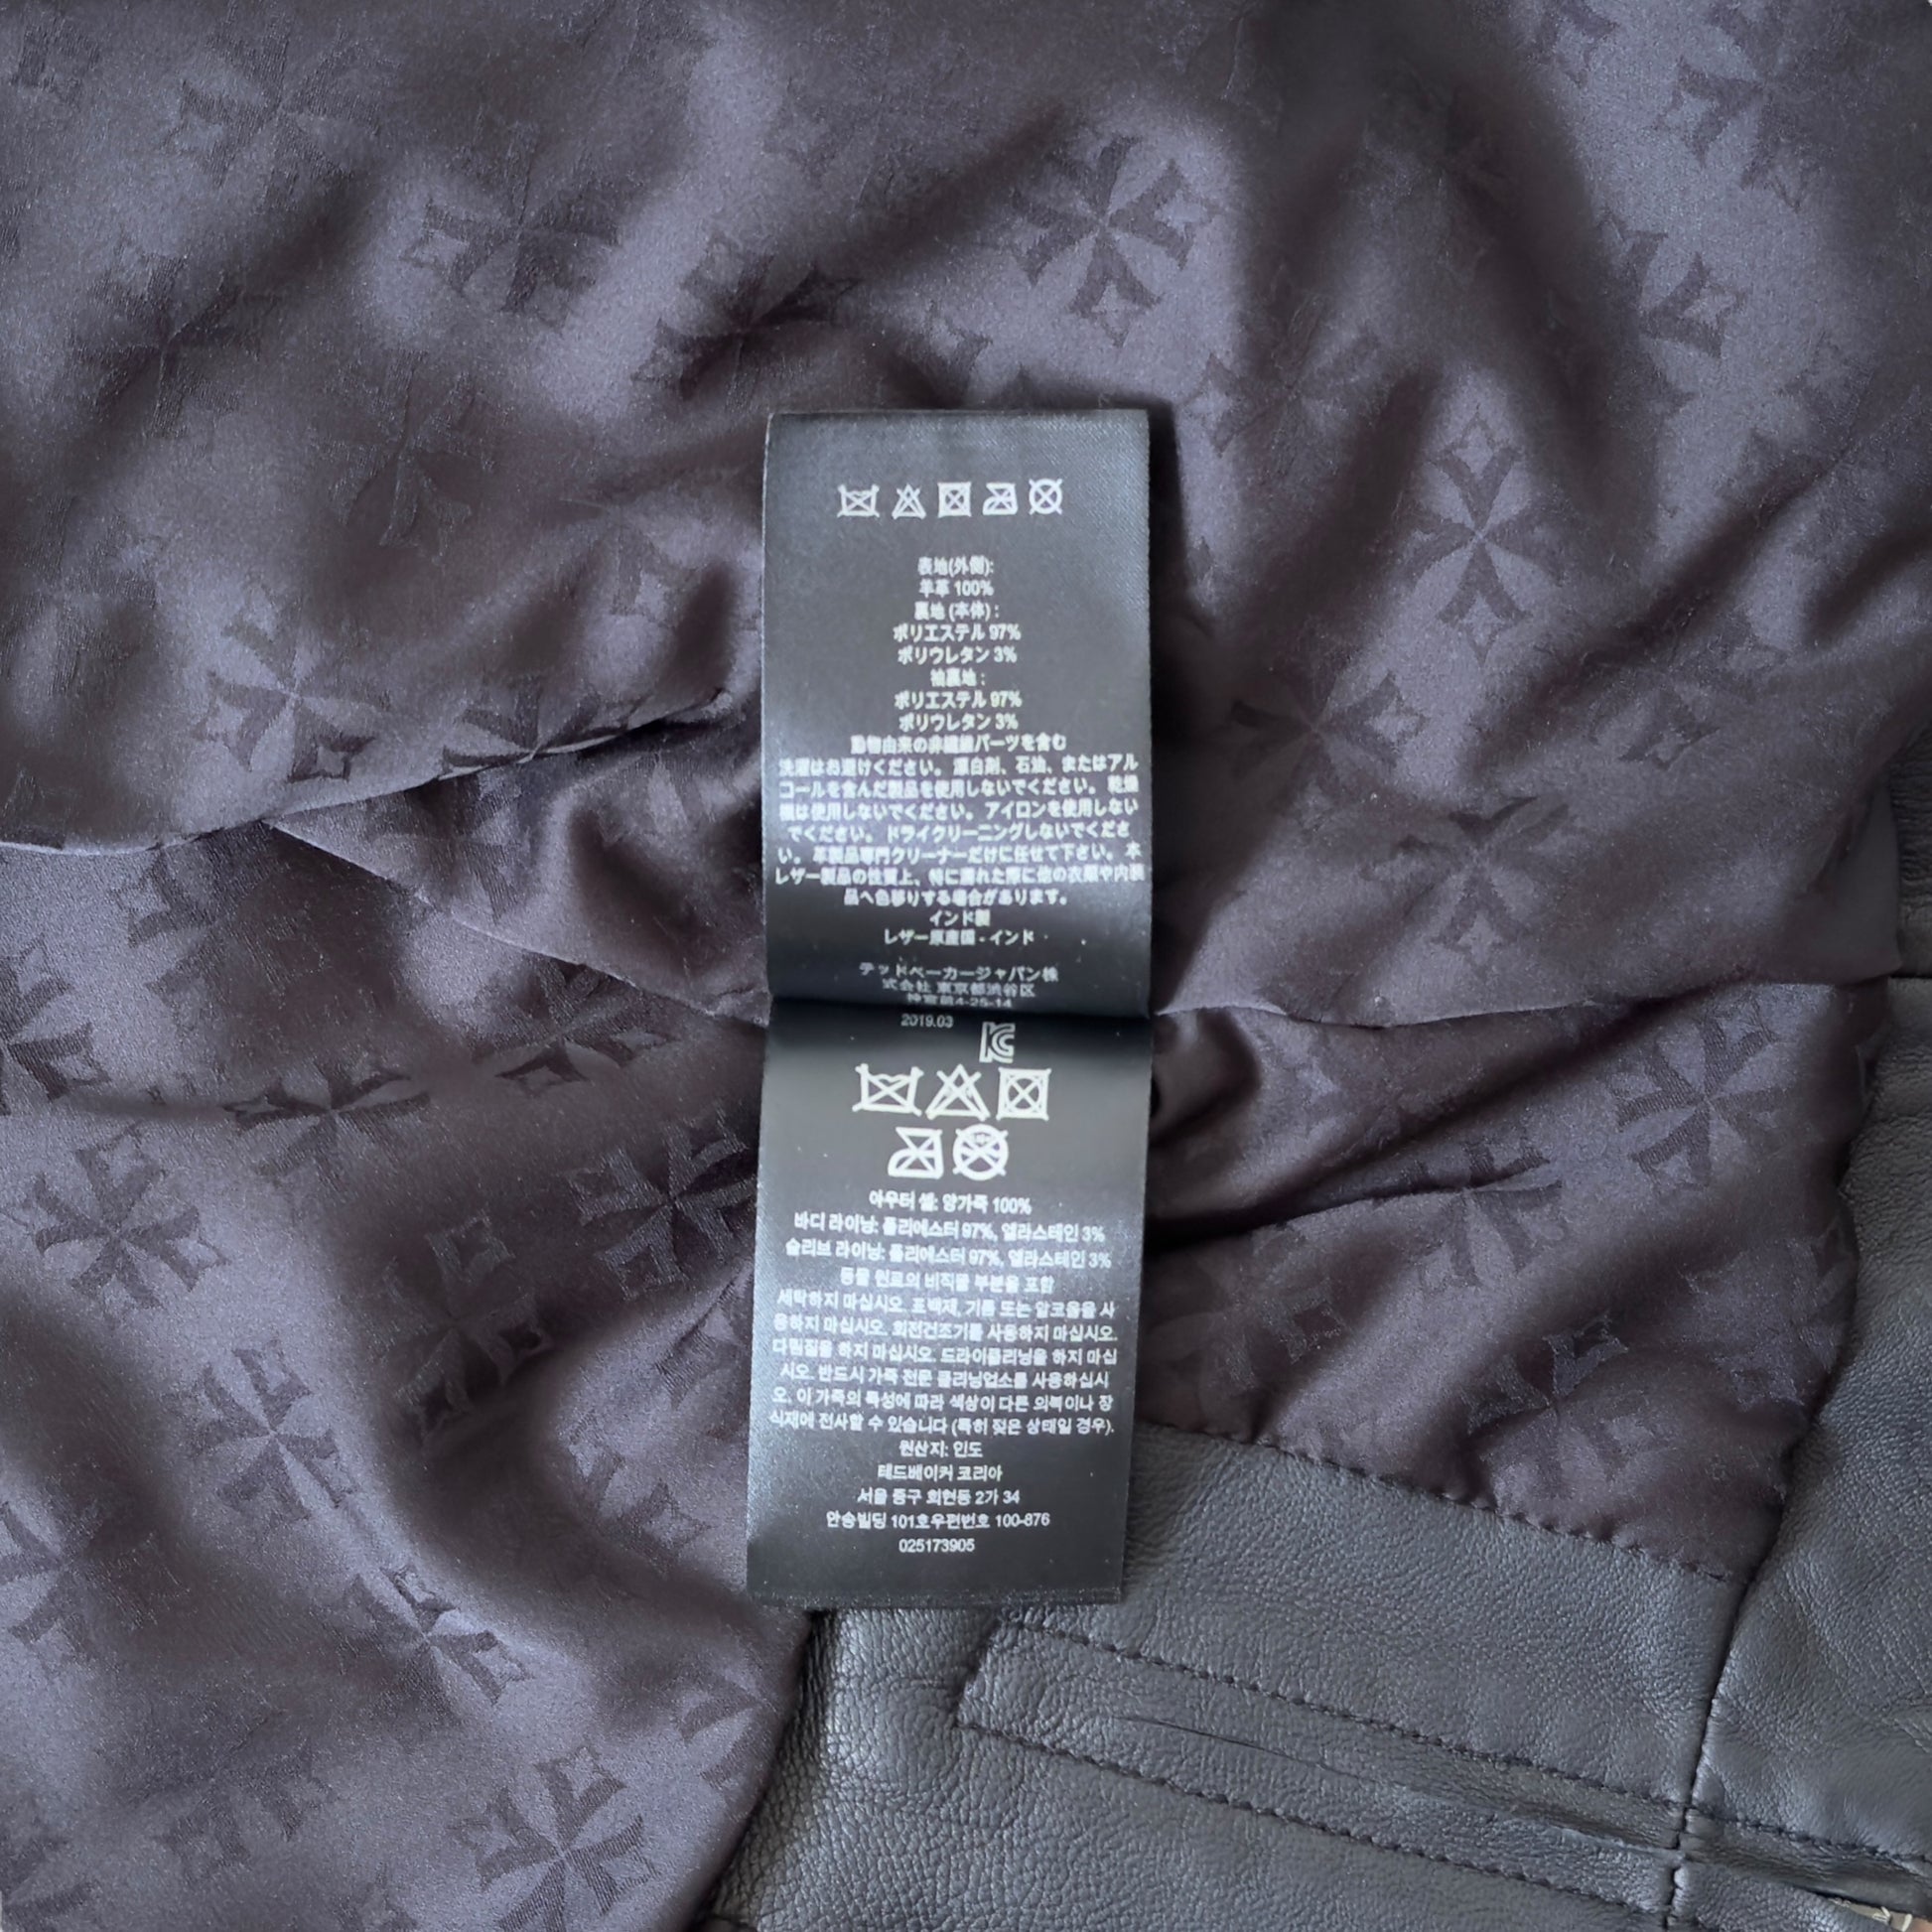 表地(外側):
羊革 100%
裏地 (本体) :
ポリエステル 97%
ポリウレタン 3%
袖裏地 :
ポリエステル 97%
ポリウレタン 3%
動物由来の非繊維パーツを含む
洗濯はお避けください。 漂白剤、石油、またはアル
コールを含んだ製品を使用しないでください。 乾燥
機は使用しないでください。 アイロンを使用しない
でください。 ドライクリーニングしないでくださ
い。 革製品専門クリーナーだけに任せて下さい。 本
レザー製品の性質上、特に濡れた際に他の衣類や内装
品へ色移りする場合があります。
インド製
レザー原産国 - インド
テッドベーカージャパン株
式会社 東京都渋谷区
神宮前4-25-14
2019.03
아우터 쉘: 양가죽 100%
바디 라이닝: 폴리에스터 97%, 엘라스테인 3%
슬리브 라이닝: 폴리에스터 97%, 엘라스테인 3%
동물 원료의 비직물 부분을 포함
세탁하지 마십시오. 표백제, 기름 또는 알코올을 사
용하지 마십시오. 회전건조기를 사용하지 마십시오.
다림질을 하지 마십시오. 드라이클리닝을 하지 마십
시오. 반드시 가죽 전문 클리닝업소를 사용하십시
오. 이 가죽의 특성에 따라 색상이 다른 의복이나 장
식재에 전사할 수 있습니다 (특히 젖은 상태일 경우).
원산지: 인도
테드베이커 코리아
서울 중구 회현동 2가 34
안승빌딩 101호우편번호 100-876
025173905